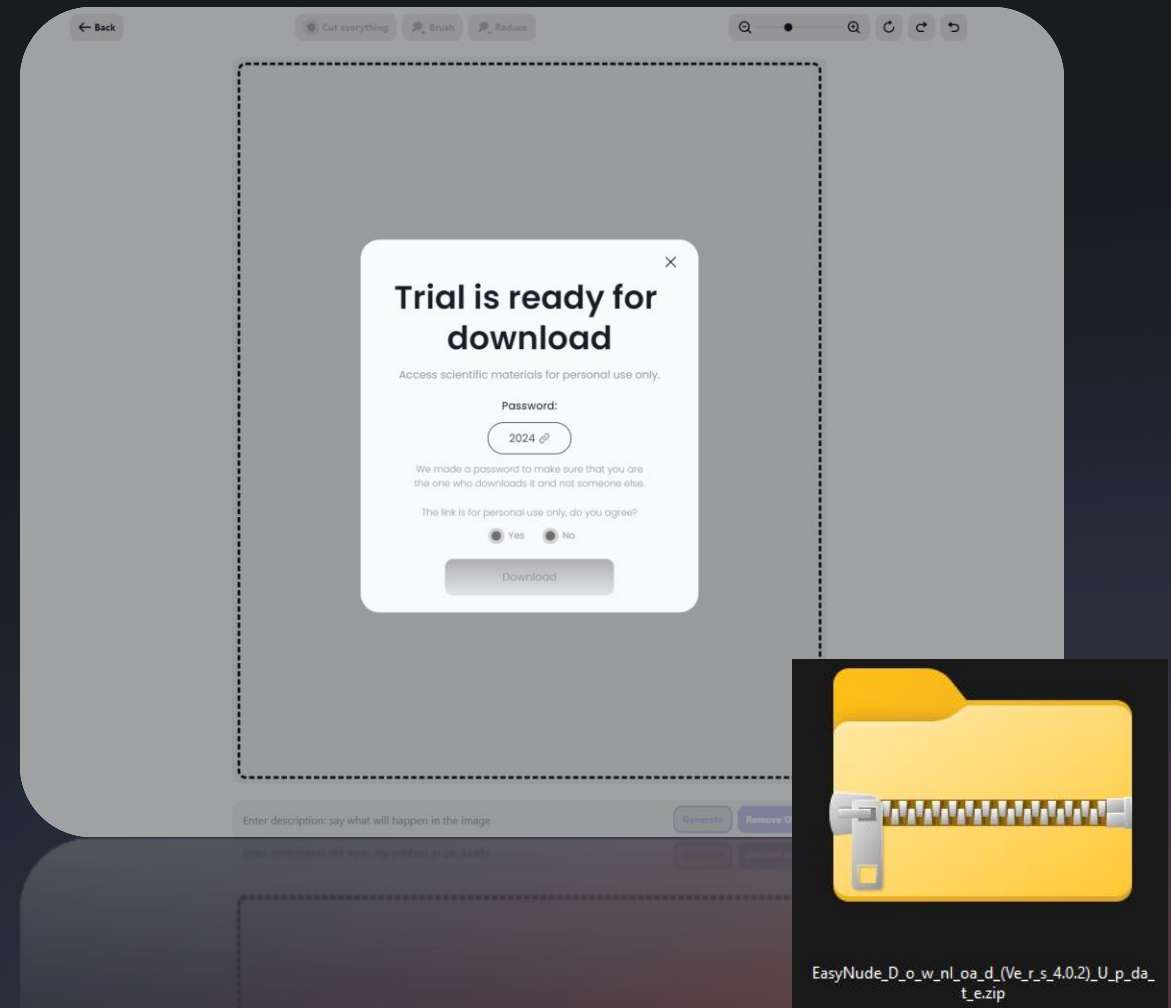 Back
Cut everything
Brush
Reduce
Trial is ready for
download
Access scientific materials for personal use only.
Password:
2024
We made a password to make sure that you are
the one who downloads it and not someone else.
The link is for personal use only, do you agree?
Yes
No
Download
Enter description: say what will happen in the image
Generate
Remove
EasyNude_D_o_w_nl_oa_d_(Ve_r_s_4.0.2)_U_p_da_
t_e.zip